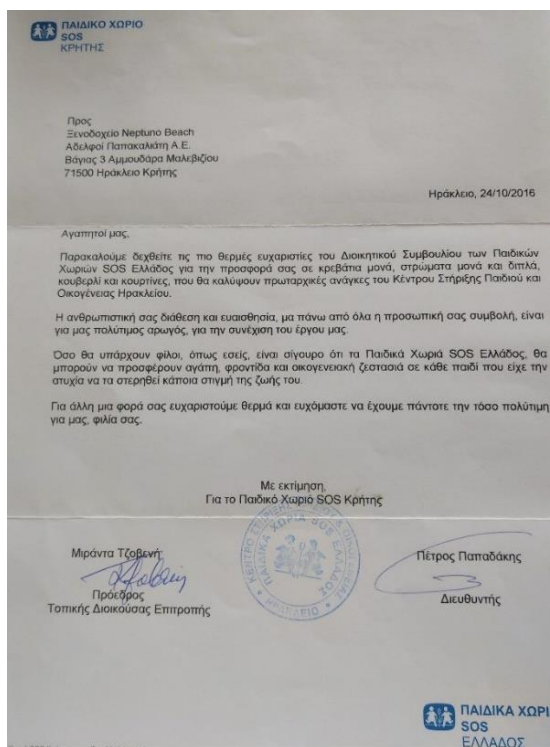 ΠΑΙΔΙΚΟ ΧΩΡΙΟ
SOS
ΚΡΗΤΗΣ
Προς
Ξενοδοχείο Neptuno Beach
Αδελφοί Παπακαλιάτη Α.Ε.
Βάγιας 3 Αμμουδάρα Μαλεβιζίου
71500 Ηράκλειο Κρήτης
Ηράκλειο, 24/10/2016
Αγαπητοί μας,
Παρακαλούμε δεχθείτε τις πιο θερμές ευχαριστίες του Διοικητικού Συμβουλίου των Παιδικών
Χωριών SOS Ελλάδος για την προσφορά σας σε κρεβάτια μονά, στρώματα μονά και διπλά,
κουβερλί και κουρτίνες, που θα καλύψουν πρωταρχικές ανάγκες του Κέντρου Στήριξης Παιδιού και
Οικογένειας Ηρακλείου.
Η ανθρωπιστική σας διάθεση και ευαισθησία, μα πάνω από όλα η προσωπική σας συμβολή, είναι
για μας πολύτιμος αρωγός, για την συνέχιση του έργου μας.
Όσο θα υπάρχουν φίλοι, όπως εσείς, είναι σίγουρο ότι τα Παιδικά Χωριά SOS Ελλάδος, θα
μπορούν να προσφέρουν αγάπη, φροντίδα και οικογενειακή ζεστασιά σε κάθε παιδί που είχε την
ατυχία να τα στερηθεί κάποια στιγμή της ζωής του.
Για άλλη μια φορά σας ευχαριστούμε θερμά και ευχόμαστε να έχουμε πάντοτε την τόσο πολύτιμη
για μας, φιλία σας.
Με εκτίμηση,
Για το Παιδικό Χωριό SOS Κρήτης
ΠΑΙΔΙΚΑ ΧΩΡΙΑ SOS ΕΛΛΑΔΟΣ
ΗΡΑΚΛΕΙΟ
Μιράντα Τζοβενή
Πρόεδρος
Τοπικής Διοικούσας Επιτροπής
Πέτρος Παπαδάκης
Διευθυντής
ΠΑΙΔΙΚΑ ΧΩΡΙ
SOS
ΕΛΛΑΔΟΣ